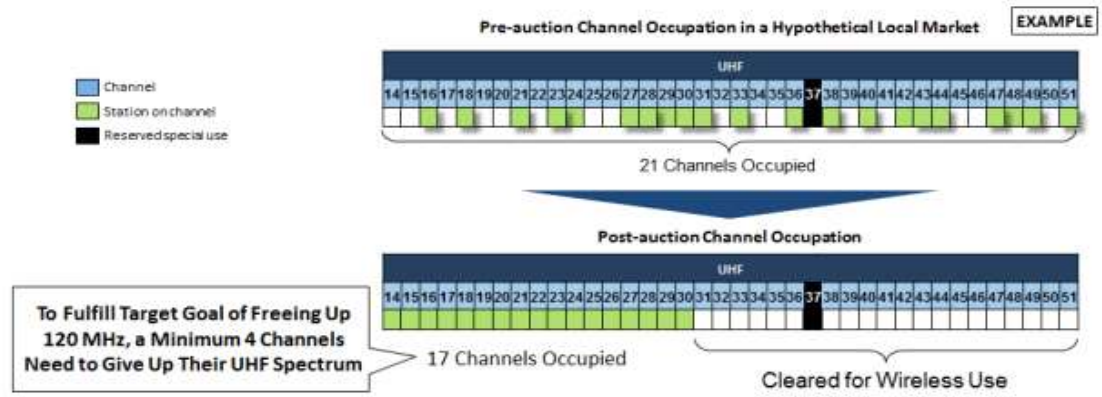 EXAMPLE
Pre-auction Channel Occupation in a Hypothetical Local Market
UHF
14 15 16 17 18 19 20 21 22 23 24 25 26 27 28 29 30 31 32 33 34 35 36 37 38 39 40 41 42 43 44 45 46 47 48 49 50 51
Channel
Station on channel
Reserved special use
21 Channels Occupied
Post-auction Channel Occupation
UHF
14 15 16 17 18 19 20 21 22 23 24 25 26 27 28 29 30 31 32 33 34 35 36 37 38 39 40 41 42 43 44 45 46 47 48 49 50 51
To Fulfill Target Goal of Freeing Up
120 MHz, a Minimum 4 Channels
Need to Give Up Their UHF Spectrum
17 Channels Occupied
Cleared for Wireless Use